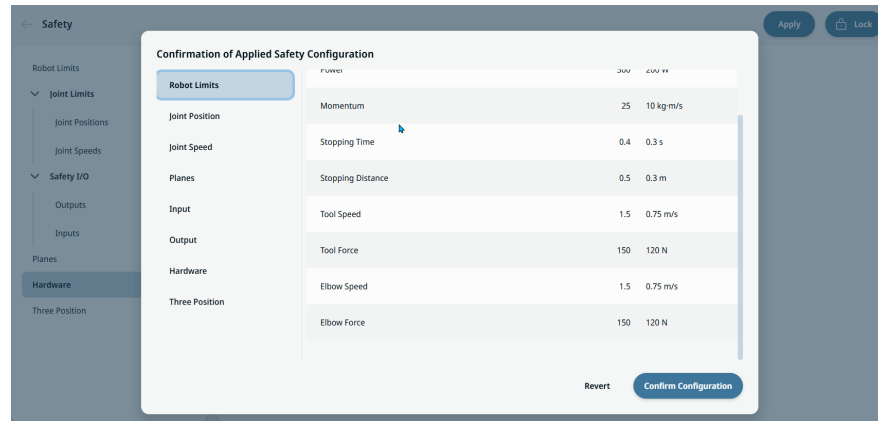 Safety
Apply
Lock
Confirmation of Applied Safety Configuration
Robot Limits
Joint Limits
Joint Positions
Joint Speeds
Safety I/O
Outputs
Inputs
Planes
Hardware
Three Position
Robot Limits
Joint Position
Joint Speed
Planes
Input
Output
Hardware
Three Position
Power 300 200 W
Momentum 25 10 kg·m/s
Stopping Time 0.4 0.3 s
Stopping Distance 0.5 0.3 m
Tool Speed 1.5 0.75 m/s
Tool Force 150 120 N
Elbow Speed 1.5 0.75 m/s
Elbow Force 150 120 N
Revert
Confirm Configuration